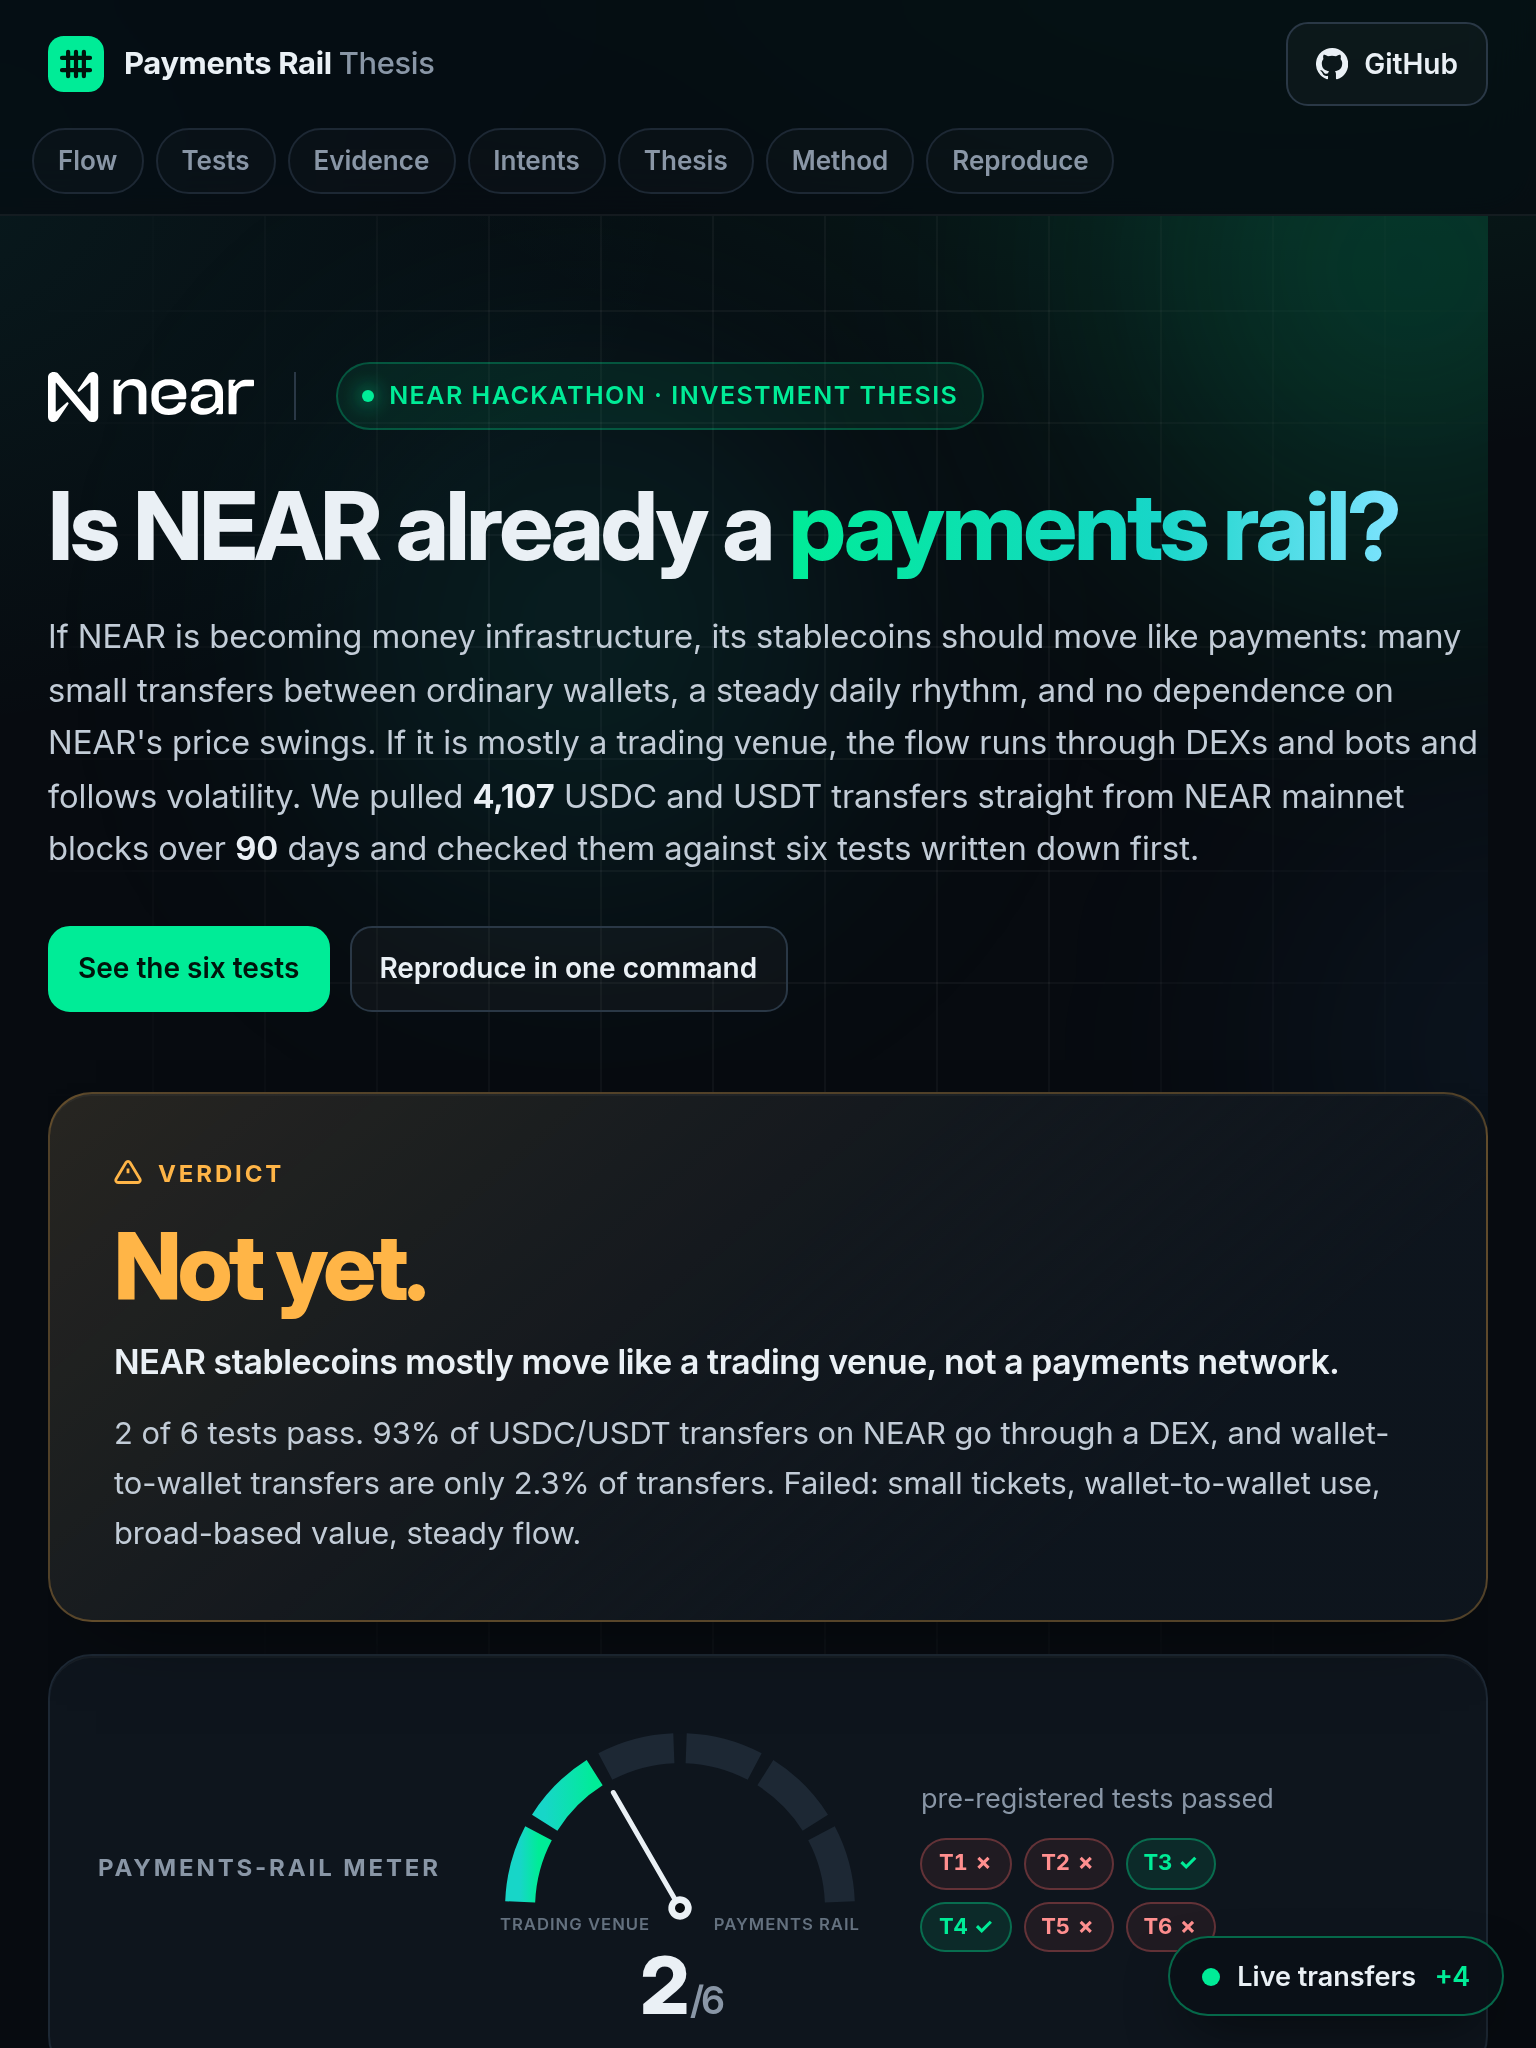 Payments Rail Thesis
GitHub
Flow
Tests
Evidence
Intents
Thesis
Method
Reproduce
near
NEAR HACKATHON · INVESTMENT THESIS
Is NEAR already a payments rail?
If NEAR is becoming money infrastructure, its stablecoins should move like payments: many
small transfers between ordinary wallets, a steady daily rhythm, and no dependence on
NEAR's price swings. If it is mostly a trading venue, the flow runs through DEXs and bots and
follows volatility. We pulled 4,107 USDC and USDT transfers straight from NEAR mainnet
blocks over 90 days and checked them against six tests written down first.
See the six tests
Reproduce in one command
VERDICT
Not yet.
NEAR stablecoins mostly move like a trading venue, not a payments network.
2 of 6 tests pass. 93% of USDC/USDT transfers on NEAR go through a DEX, and wallet-
to-wallet transfers are only 2.3% of transfers. Failed: small tickets, wallet-to-wallet use,
broad-based value, steady flow.
PAYMENTS-RAIL METER
TRADING VENUE
PAYMENTS RAIL
2/6
pre-registered tests passed
T1 ×
T2 ×
T3 ✓
T4 ✓
T5 ×
T6 ×
Live transfers +4